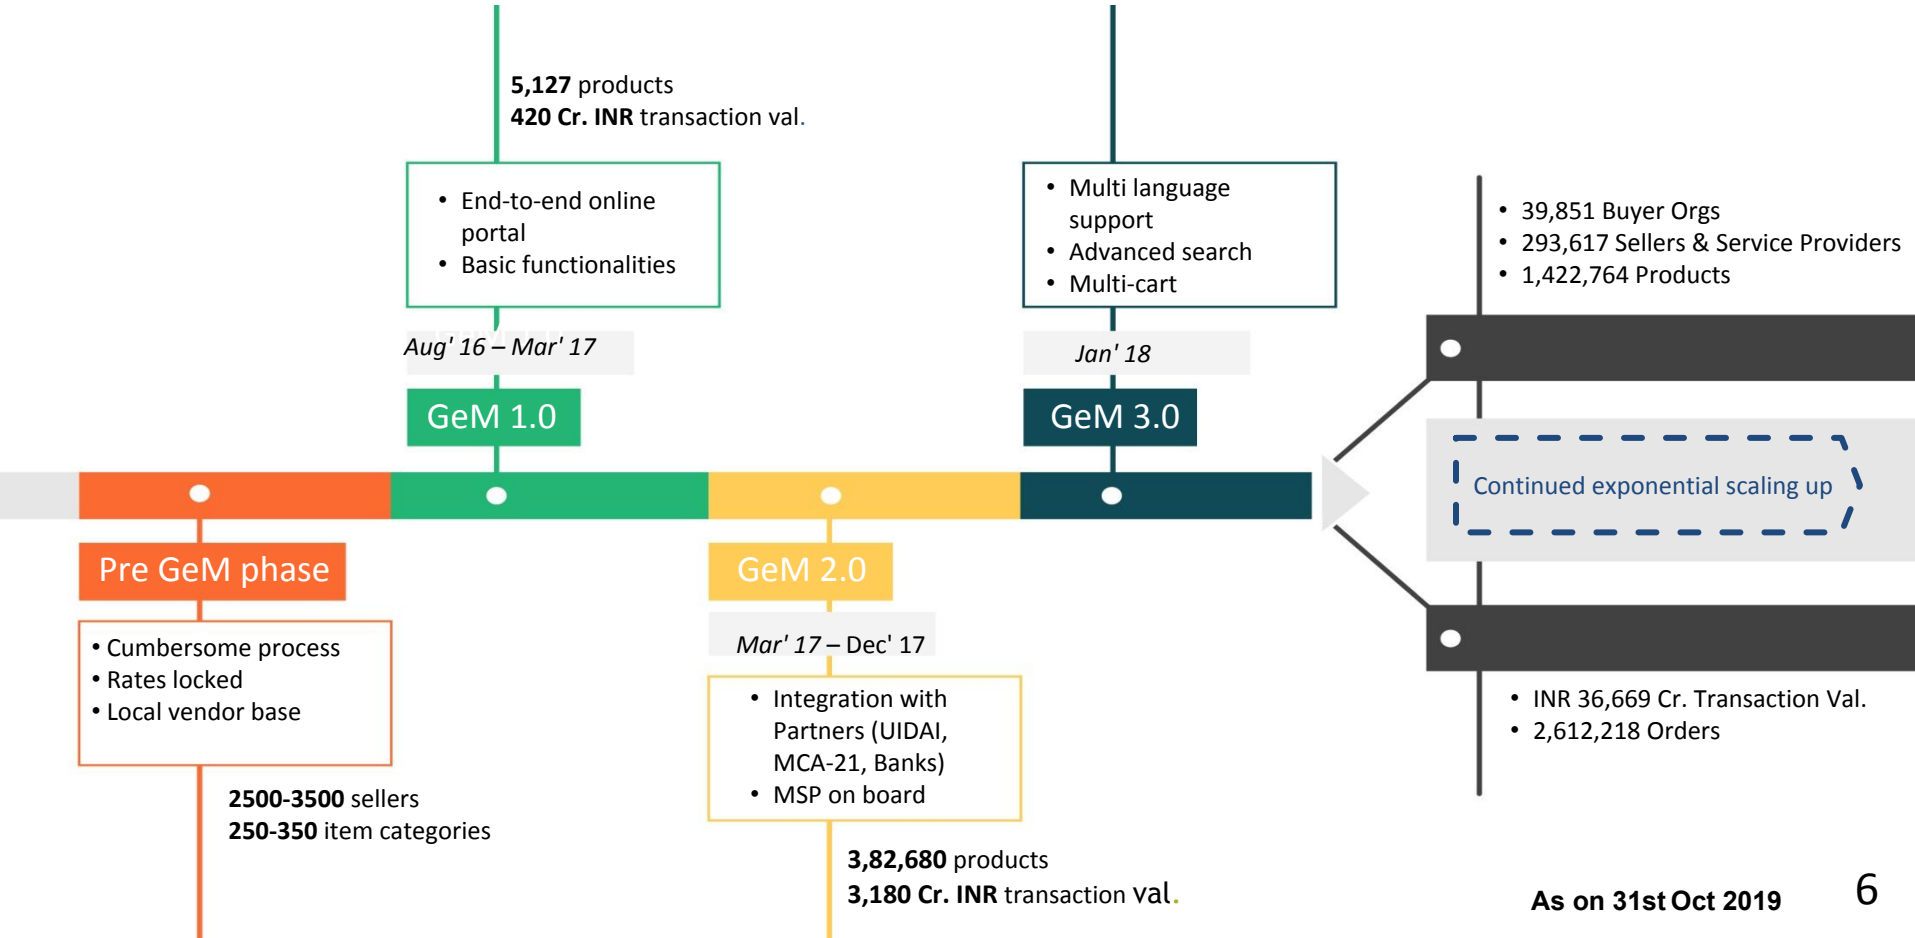 5,127 products
420 Cr. INR transaction val.
• End-to-end online
portal
• Basic functionalities
Aug' 16 – Mar' 17
GeM 1.0
• Multi language
support
• Advanced search
• Multi-cart
Jan' 18
GeM 3.0
• 39,851 Buyer Orgs
• 293,617 Sellers & Service Providers
• 1,422,764 Products
Continued exponential scaling up
Pre GeM phase
• Cumbersome process
• Rates locked
• Local vendor base
2500-3500 sellers
250-350 item categories
GeM 2.0
Mar' 17 – Dec' 17
• Integration with
Partners (UIDAI,
MCA-21, Banks)
• MSP on board
3,82,680 products
3,180 Cr. INR transaction val.
• INR 36,669 Cr. Transaction Val.
• 2,612,218 Orders
As on 31st Oct 2019
6